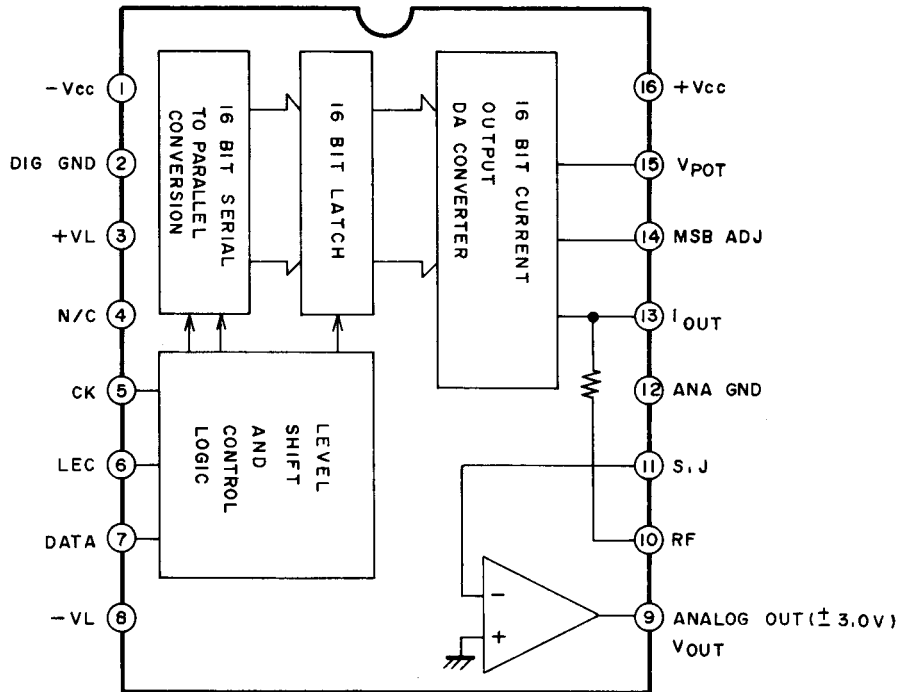 -Vcc 1
DIG GND 2
+VL 3
N/C 4
CK 5
LEC 6
DATA 7
-VL 8
16 BIT SERIAL
TO PARALLEL
CONVERSION
16 BIT LATCH
16 BIT CURRENT
OUTPUT
DA CONVERTER
LEVEL
SHIFT
AND
CONTROL
LOGIC
-
+
16 +Vcc
15 VPOT
14 MSB ADJ
13 IOUT
12 ANA GND
11 S.J
10 RF
9 ANALOG OUT(±3.0V)
VOUT